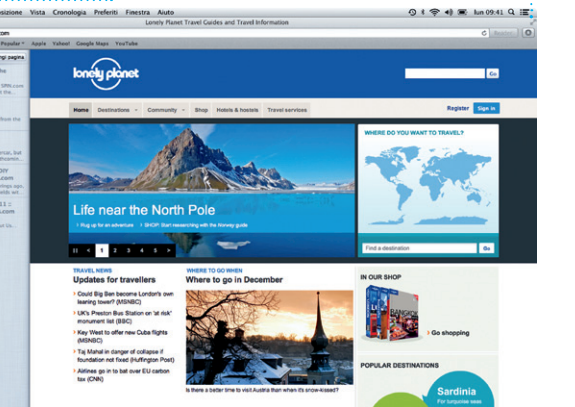 Vista Cronologia Preferiti Finestra Aiuto
lun 09:41
Lonely Planet Travel Guides and Travel Information
Popular Apple Yahoo! Google Maps YouTube
lonely planet
Go
Home Destinations Community Shop Hotels & hostels Travel services
Register Sign in
Life near the North Pole
› Rug up for an adventure › SHOP: Start researching with the Norway guide
1 2 3 4 5
WHERE DO YOU WANT TO TRAVEL?
Find a destination Go
TRAVEL NEWS
Updates for travellers
› Could Big Ben become London's own
leaning tower? (MSNBC)
› UK's Preston Bus Station on 'at risk'
monument list (BBC)
› Key West to offer new Cuba flights
(MSNBC)
› Taj Mahal in danger of collapse if
foundation not fixed (Huffington Post)
› Airlines go in to bat over EU carbon
tax (CNN)
WHERE TO GO WHEN
Where to go in December
Is there a better time to visit Austria than when it's snow-kissed?
IN OUR SHOP
BANGKOK
› Go shopping
POPULAR DESTINATIONS
Sardinia
For turquoise seas